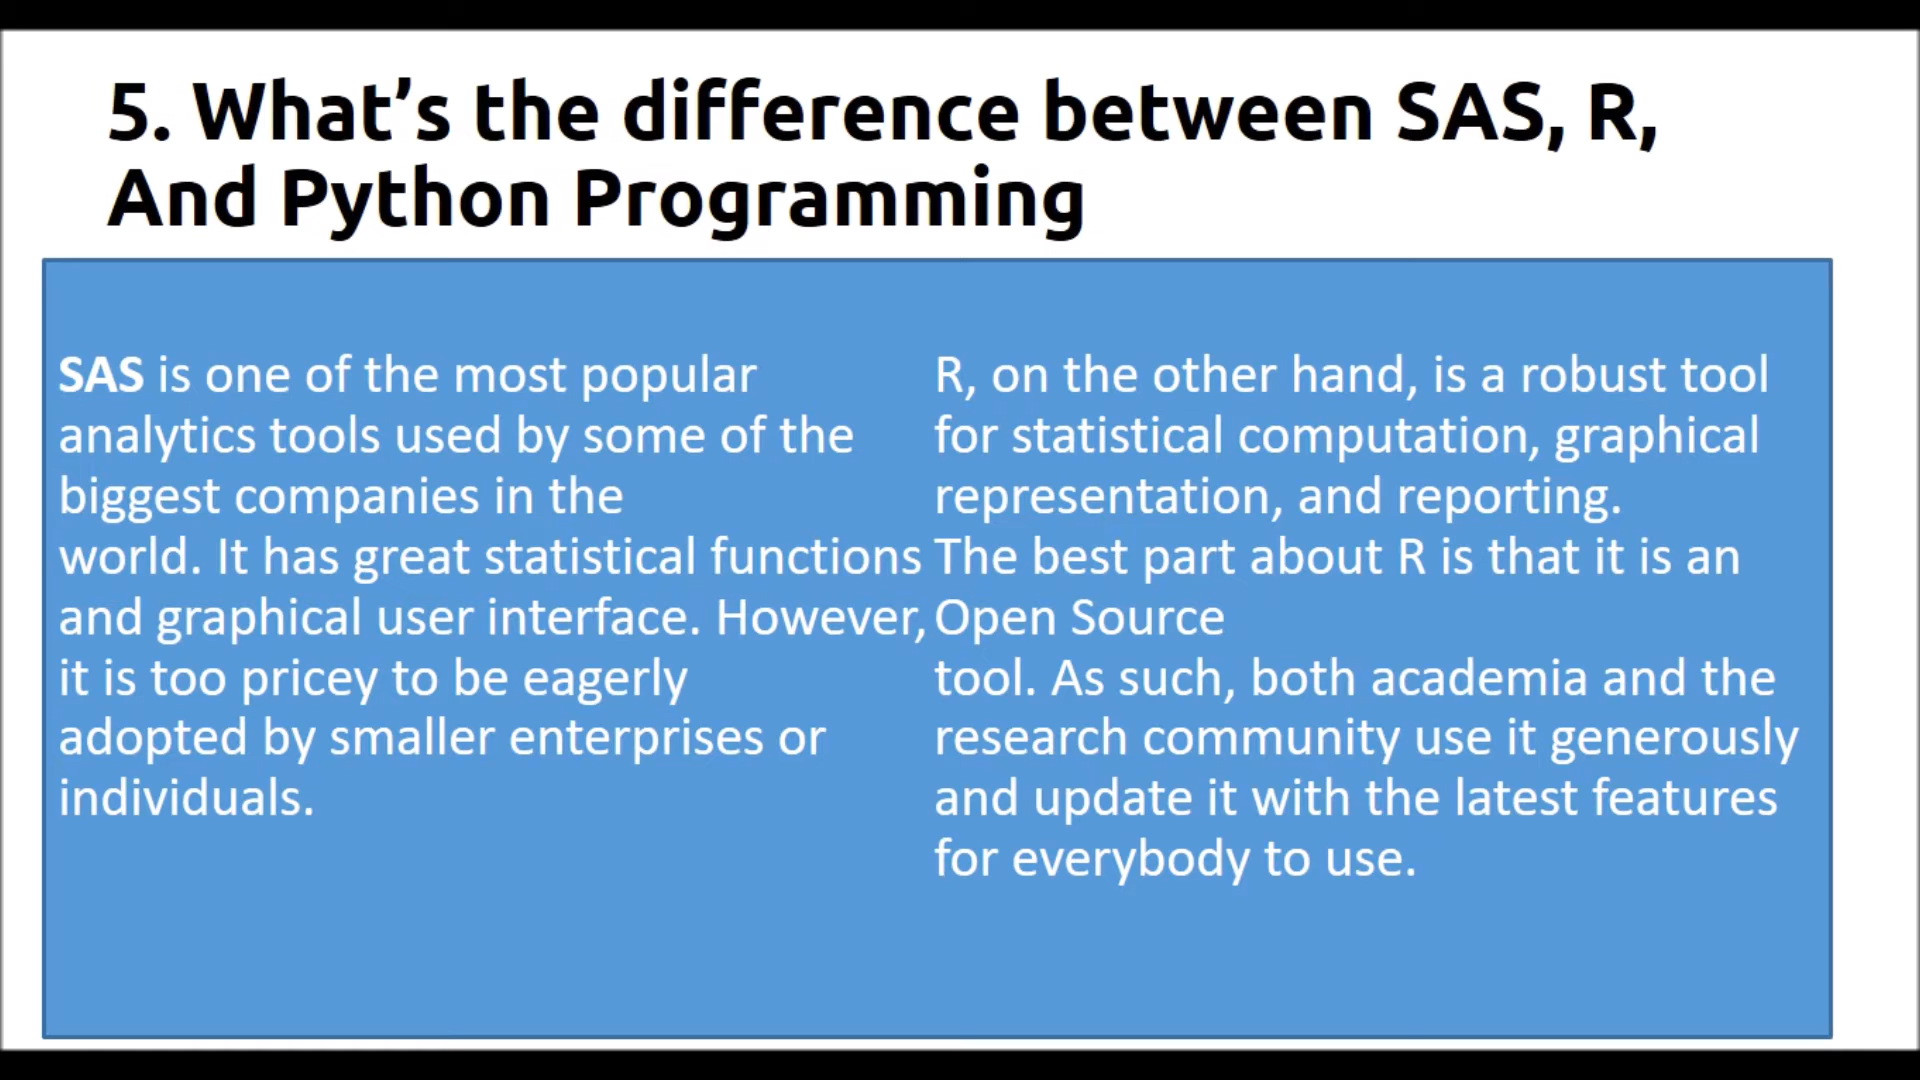 5. What’s the difference between SAS, R,
And Python Programming
SAS is one of the most popular
analytics tools used by some of the
biggest companies in the
world. It has great statistical functions
and graphical user interface. However,
it is too pricey to be eagerly
adopted by smaller enterprises or
individuals.
R, on the other hand, is a robust tool
for statistical computation, graphical
representation, and reporting.
The best part about R is that it is an
Open Source
tool. As such, both academia and the
research community use it generously
and update it with the latest features
for everybody to use.